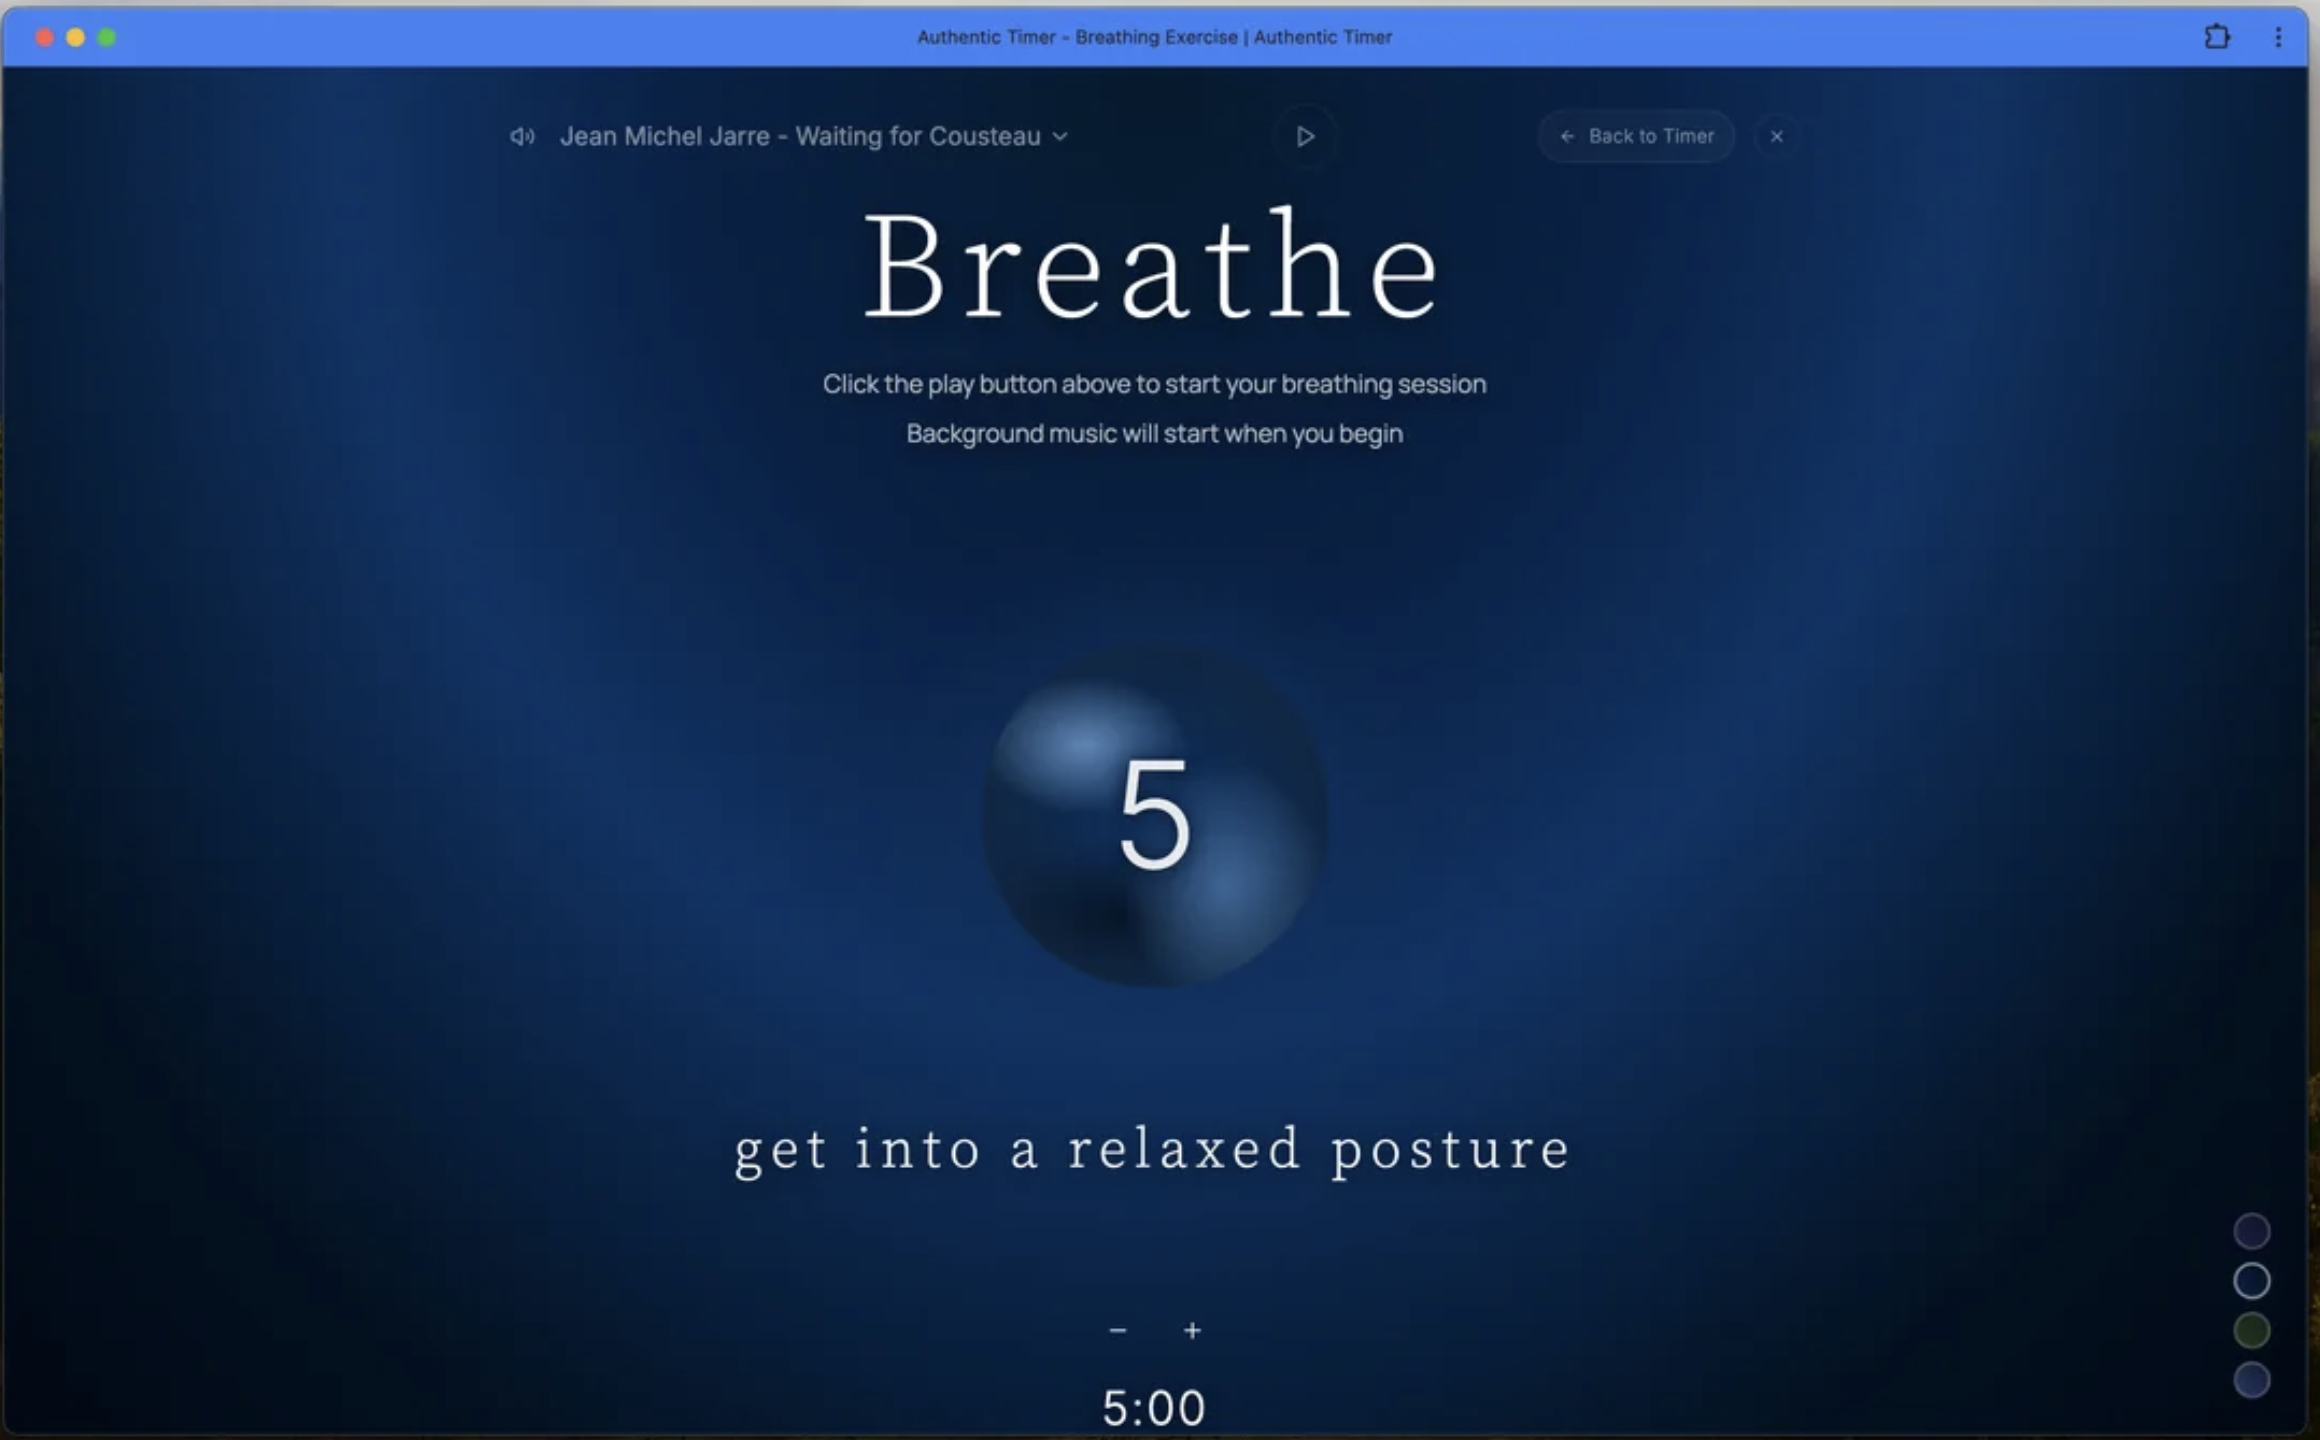 Authentic Timer - Breathing Exercise | Authentic Timer
Jean Michel Jarre - Waiting for Cousteau
Back to Timer
Breathe
Click the play button above to start your breathing session
Background music will start when you begin
5
get into a relaxed posture
− +
5:00